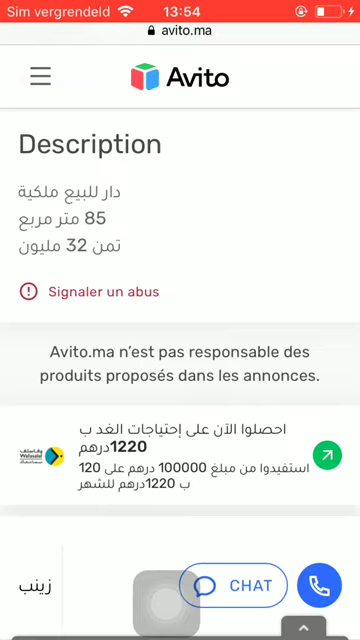 Sim vergrendeld 13:54
avito.ma
Avito
Description
دار للبيع ملكية
85 متر مربع
تمن 32 مليون
Signaler un abus
Avito.ma n’est pas responsable des
produits proposés dans les annonces.
احصلوا الآن على إحتياجات الغد ب
1220درهم
استفيدوا من مبلغ 100000 درهم على 120
ب 1220درهم للشهر
Wafasalaf
زينب
CHAT